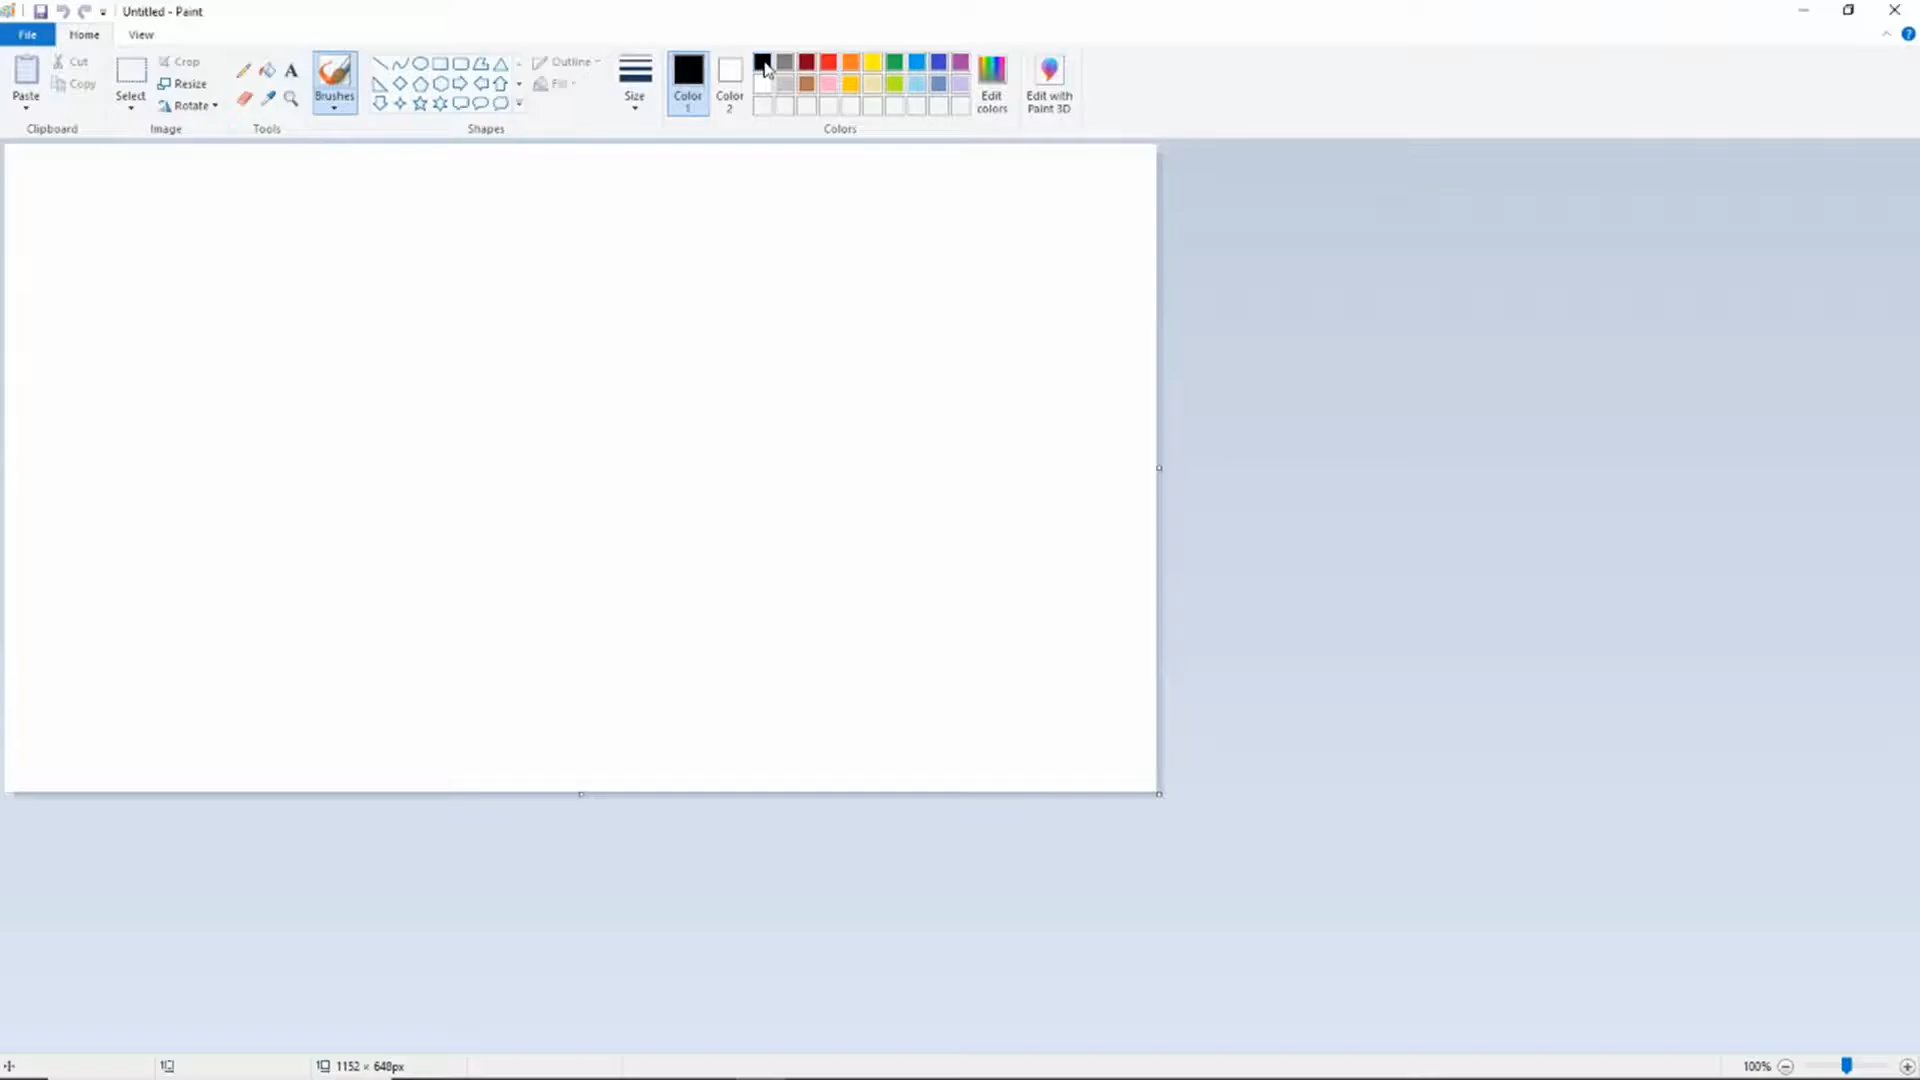 Untitled - Paint
File Home View
Paste
Cut
Copy
Clipboard
Select
Crop
Resize
Rotate
Image
A
Tools
Brushes
Outline
Fill
Shapes
Size
Color 1
Color 2
Colors
Edit colors
Edit with Paint 3D
1152 × 648px
100%